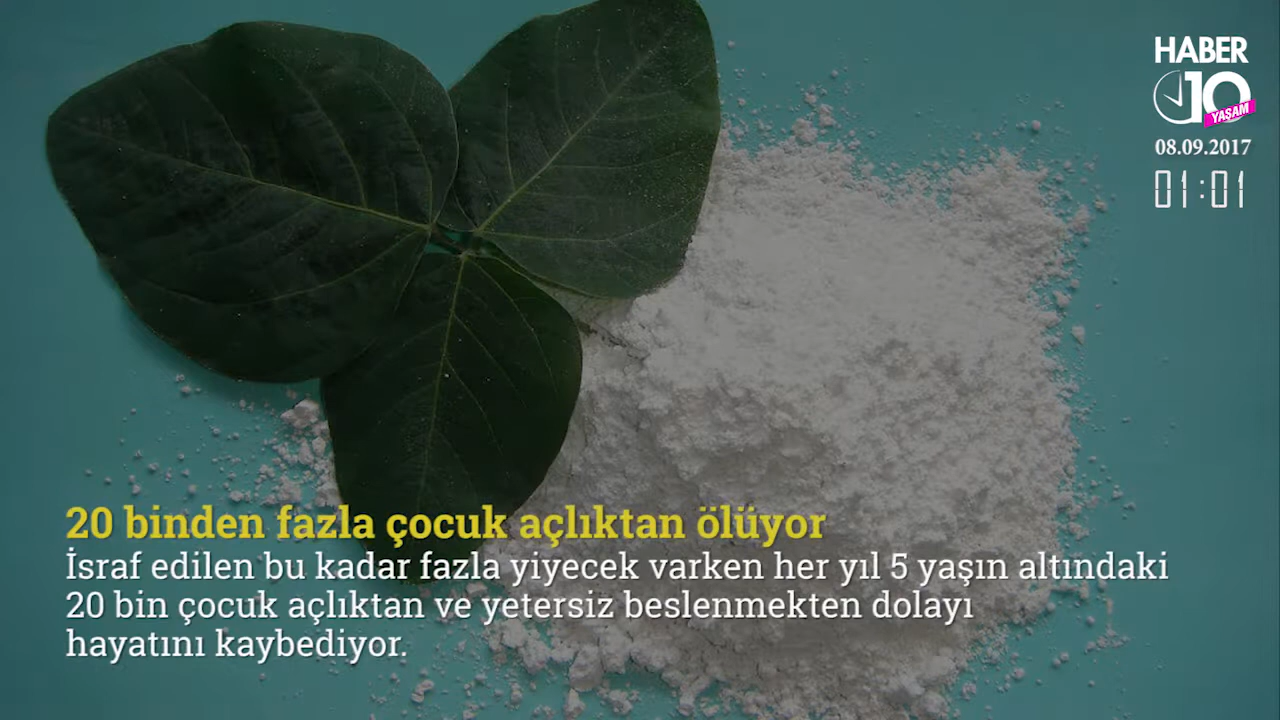 HABER
10
YAŞAM
08.09.2017
01:01
20 binden fazla çocuk açlıktan ölüyor
İsraf edilen bu kadar fazla yiyecek varken her yıl 5 yaşın altındaki
20 bin çocuk açlıktan ve yetersiz beslenmekten dolayı
hayatını kaybediyor.